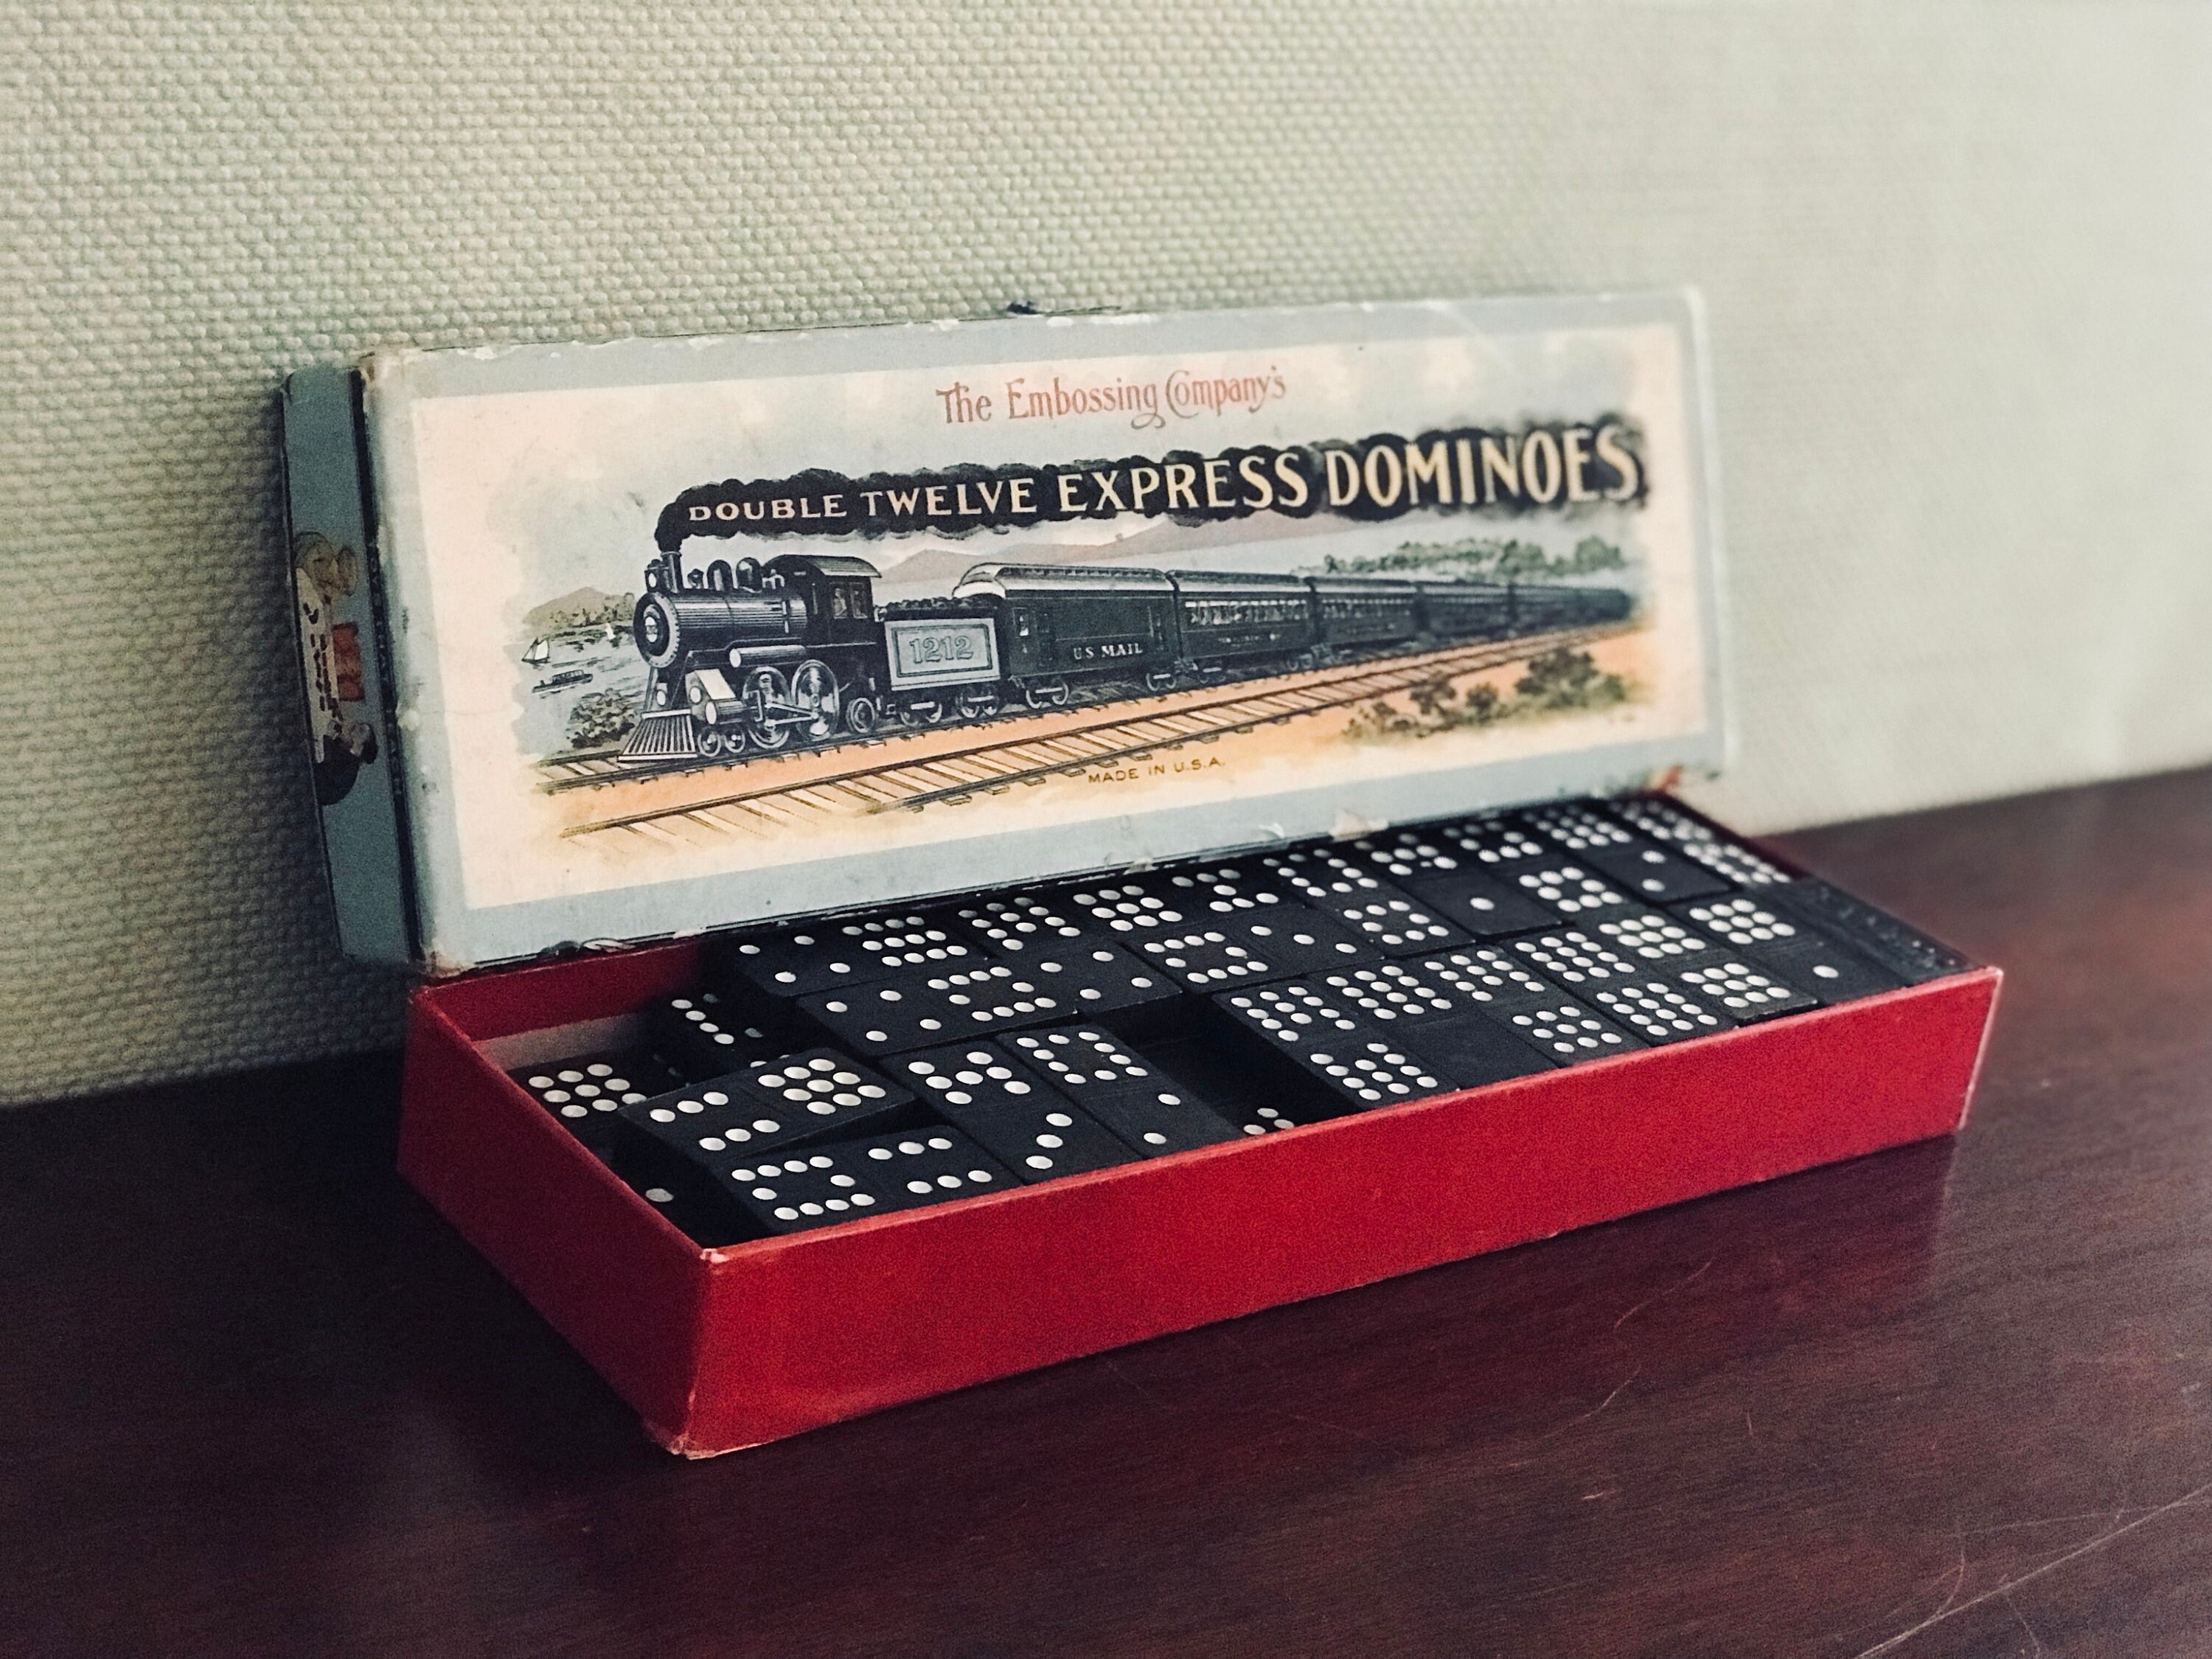 The Embossing Company's
DOUBLE TWELVE EXPRESS DOMINOES
1212
U S MAIL
MADE IN U.S.A.